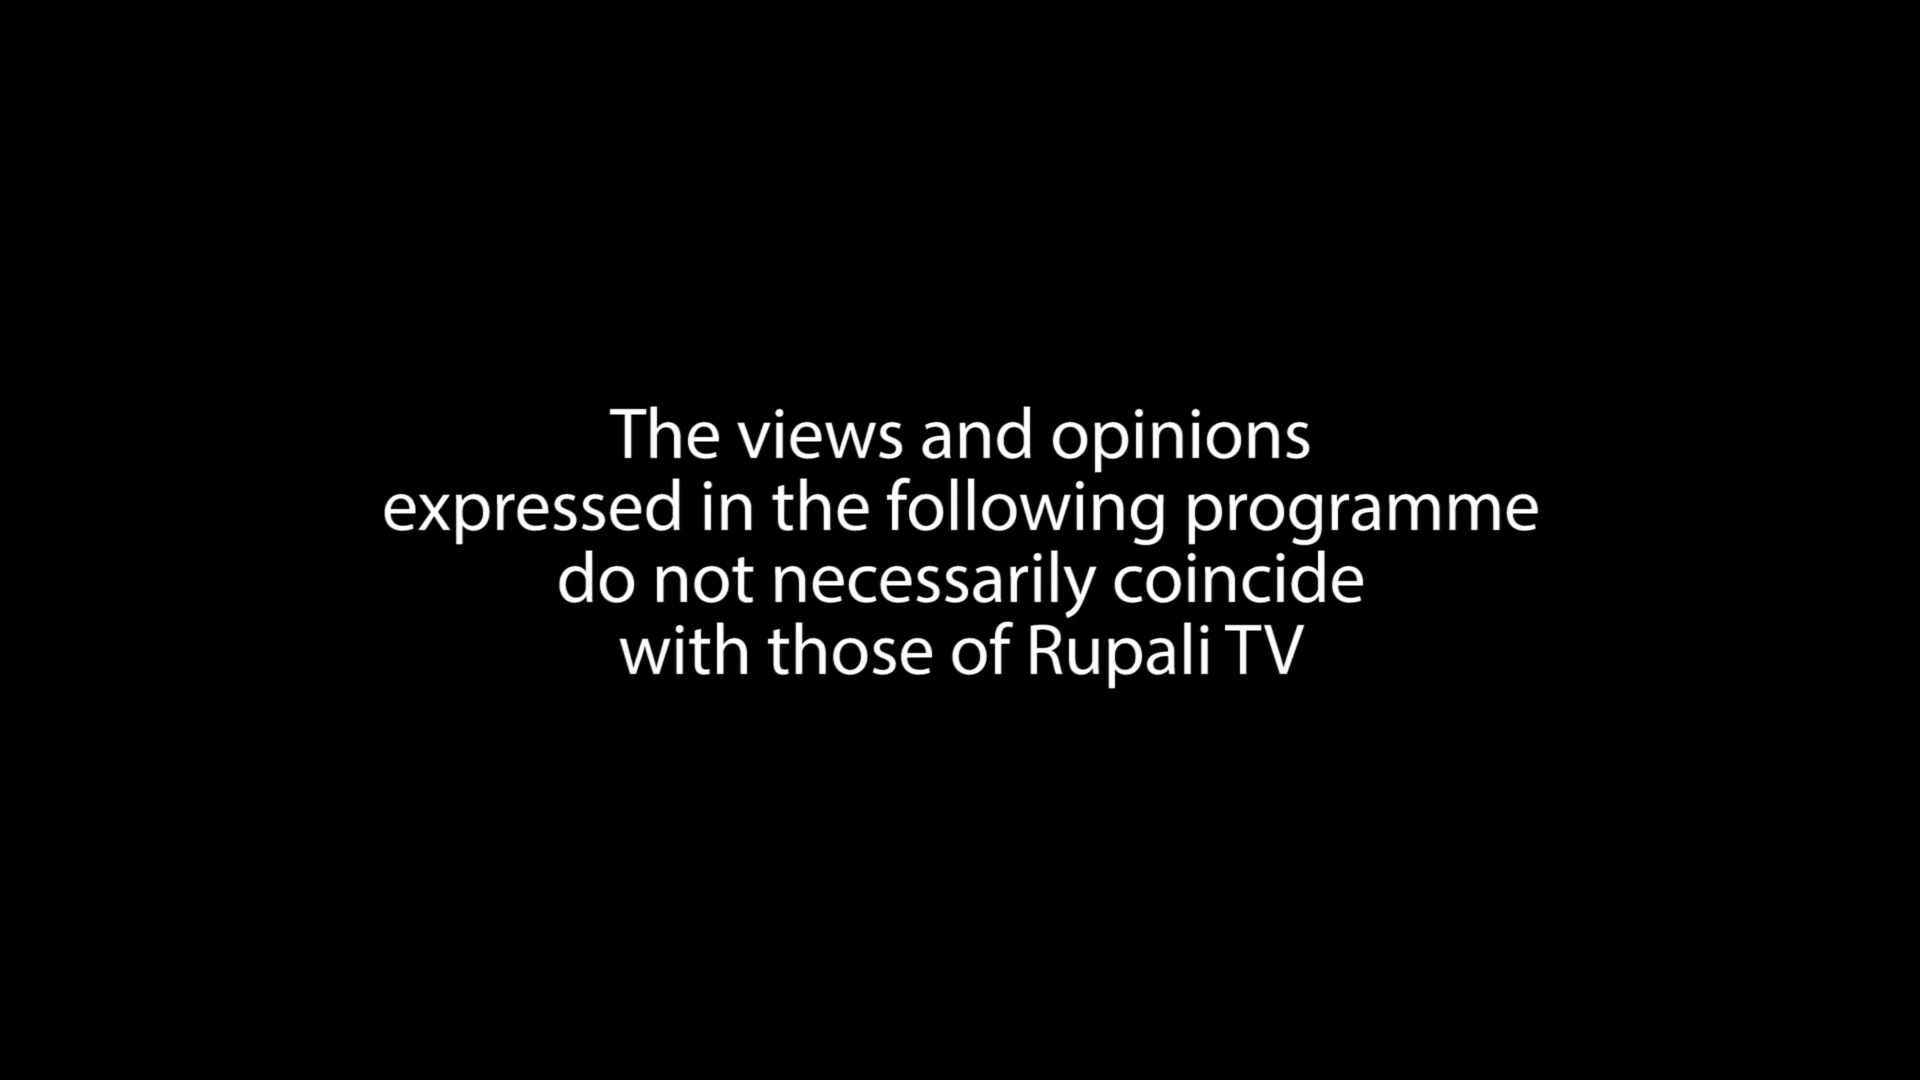 The views and opinions
expressed in the following programme
do not necessarily coincide
with those of Rupali TV